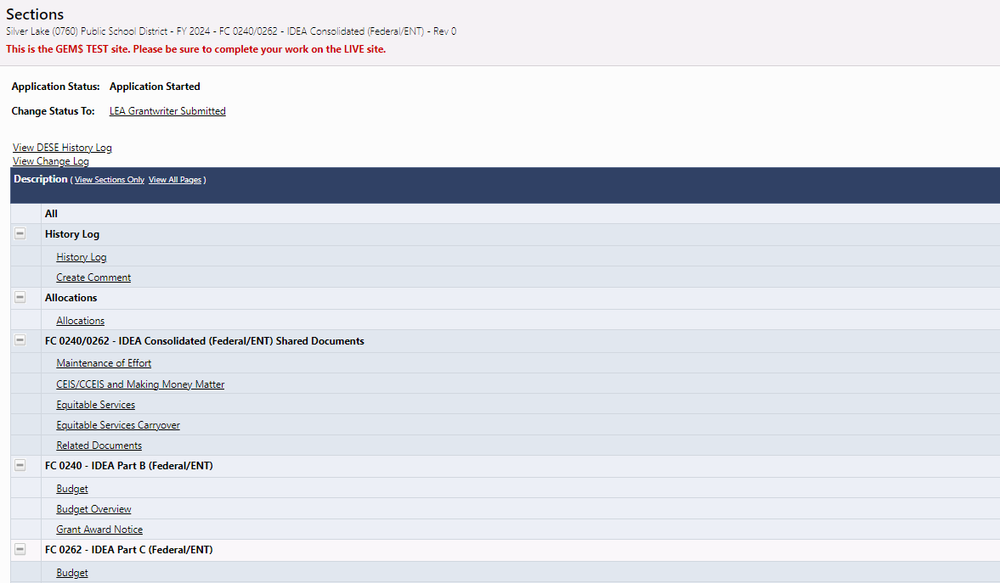 Sections
Silver Lake (0760) Public School District - FY 2024 - FC 0240/0262 - IDEA Consolidated (Federal/ENT) - Rev 0
This is the GEM$ TEST site. Please be sure to complete your work on the LIVE site.
Application Status: Application Started
Change Status To: LEA Grantwriter Submitted
View DESE History Log
View Change Log
Description ( View Sections Only View All Pages )
All
History Log
History Log
Create Comment
Allocations
Allocations
FC 0240/0262 - IDEA Consolidated (Federal/ENT) Shared Documents
Maintenance of Effort
CEIS/CCEIS and Making Money Matter
Equitable Services
Equitable Services Carryover
Related Documents
FC 0240 - IDEA Part B (Federal/ENT)
Budget
Budget Overview
Grant Award Notice
FC 0262 - IDEA Part C (Federal/ENT)
Budget